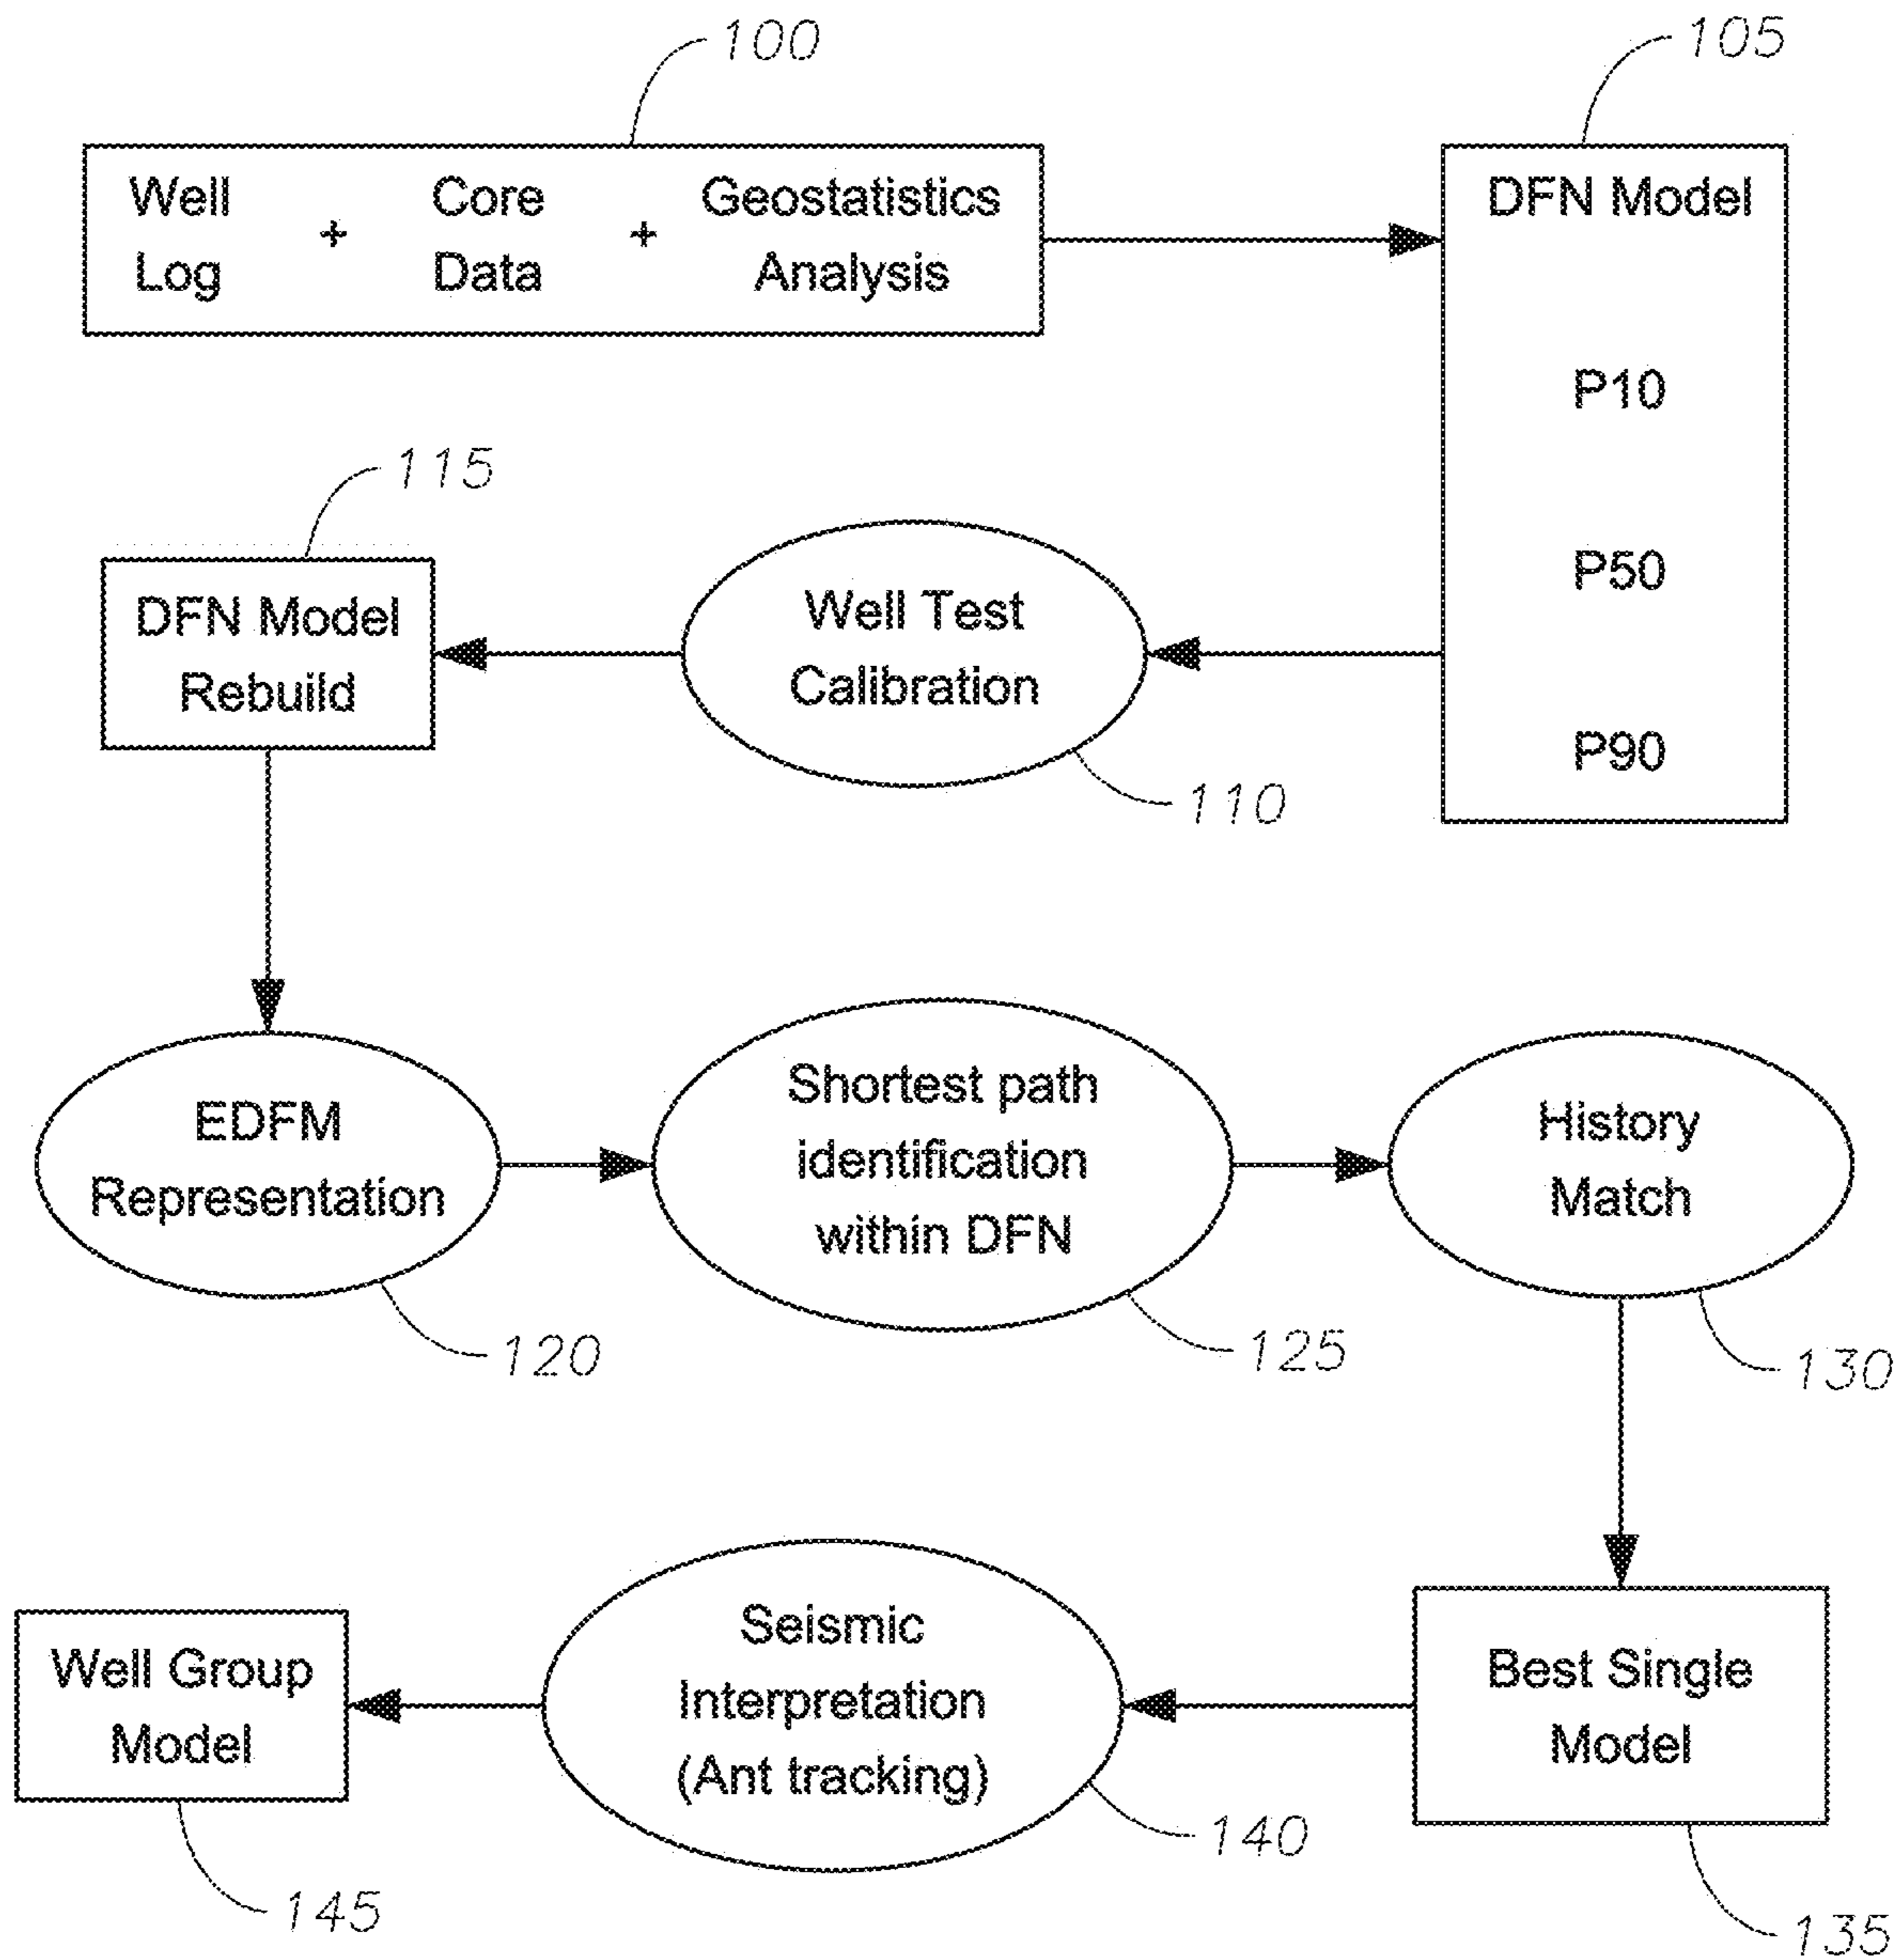 100
105
Well + Core + Geostatistics
Log Data Analysis
DFN Model
P10
P50
P90
115
DFN Model
Rebuild
Well Test
Calibration
110
EDFM
Representation
120
Shortest path
identification
within DFN
125
History
Match
130
Well Group
Model
145
Seismic
Interpretation
(Ant tracking)
140
Best Single
Model
135